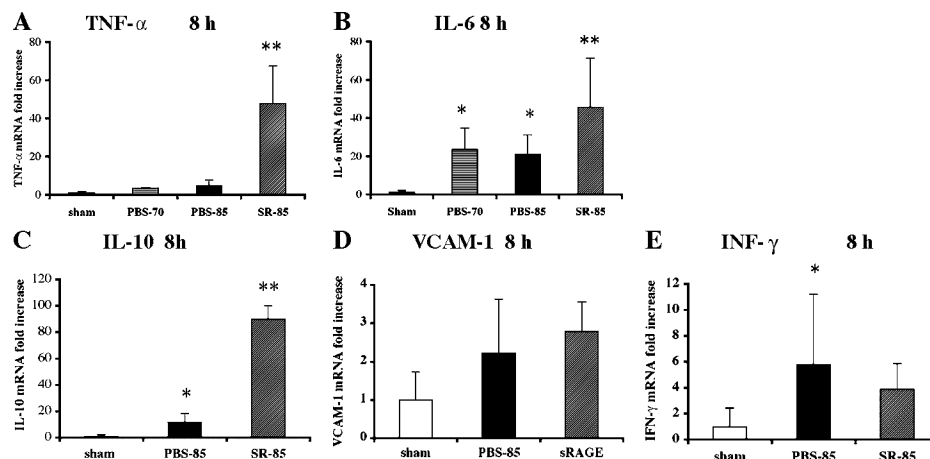 A TNF- α 8 h
TNF-α mRNA fold increase
80
60
40
20
0
**
sham PBS-70 PBS-85 SR-85
B IL-6 8 h
IL-6 mRNA fold increase
80
60
40
20
0
* * **
Sham PBS-70 PBS-85 SR-85
C IL-10 8h
IL-10 mRNA fold increase
120
100
80
60
40
20
0
* **
sham PBS-85 SR-85
D VCAM-1 8 h
VCAM-1 mRNA fold increase
4
3
2
1
0
sham PBS-85 sRAGE
E INF- γ 8 h
IFN-γ mRNA fold increase
12
10
8
6
4
2
0
*
sham PBS-85 SR-85